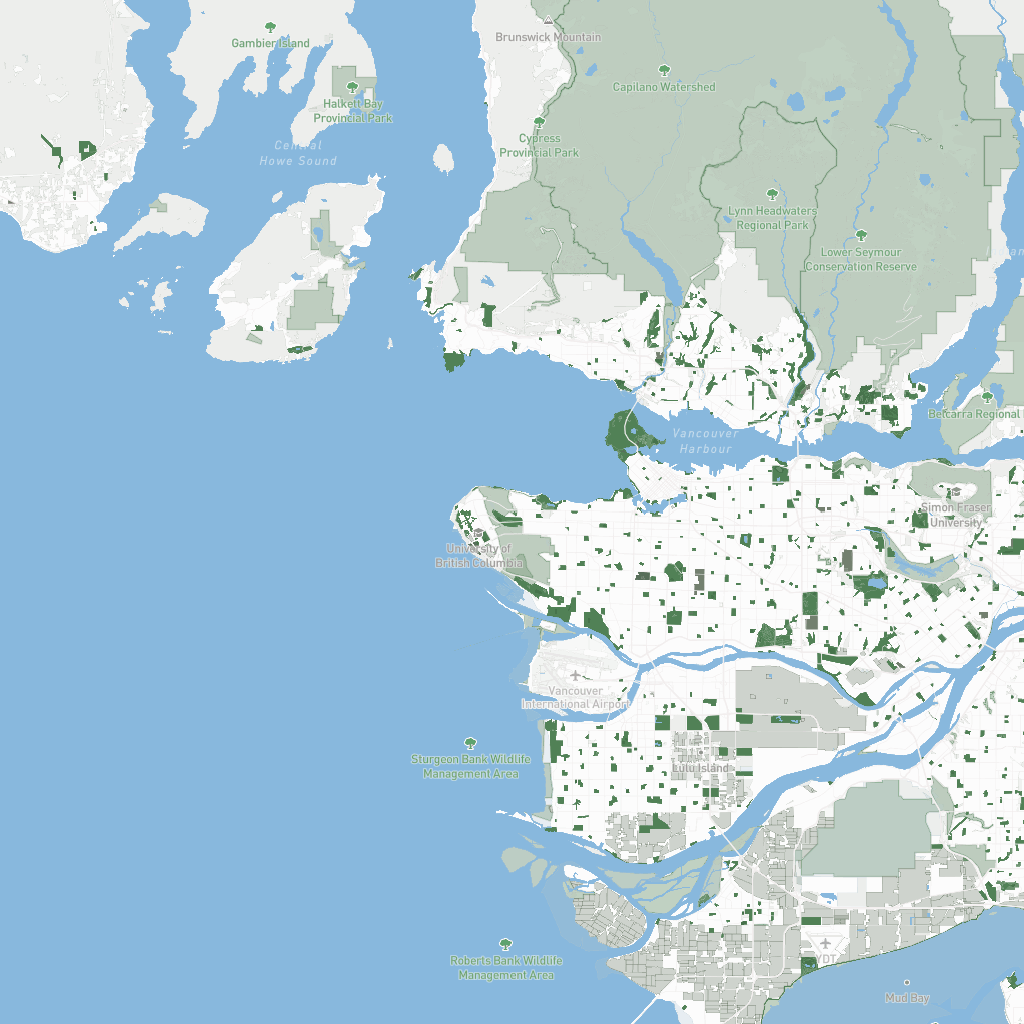 Brunswick Mountain
Gambier Island
Capilano Watershed
Halkett Bay
Provincial Park
Cypress
Provincial Park
Central
Howe Sound
Lynn Headwaters
Regional Park
Lower Seymour
Conservation Reserve
Belcarra Regional
Vancouver
Harbour
Simon Fraser
University
University of
British Columbia
Vancouver
International Airport
Sturgeon Bank Wildlife
Management Area
Lulu Island
Roberts Bank Wildlife
Management Area
YDT
Mud Bay